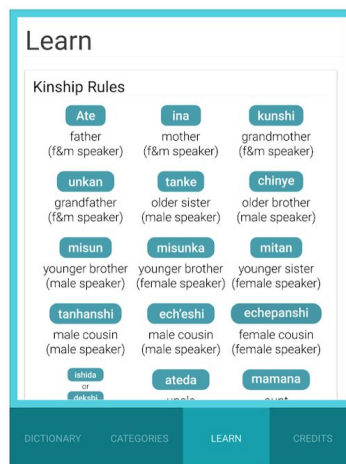 Learn
Kinship Rules
Ate ina kunshi
father mother grandmother
(f&m speaker) (f&m speaker) (f&m speaker)
unkan tanke chinye
grandfather older sister older brother
(f&m speaker) (male speaker) (male speaker)
misun misunka mitan
younger brother younger brother younger sister
(male speaker) (female speaker) (female speaker)
tanhanshi ech'eshi echepanshi
male cousin male cousin female cousin
(male speaker) (male speaker) (female speaker)
ishida ateda mamana
or
dekshi uncle aunt
DICTIONARY CATEGORIES LEARN CREDITS